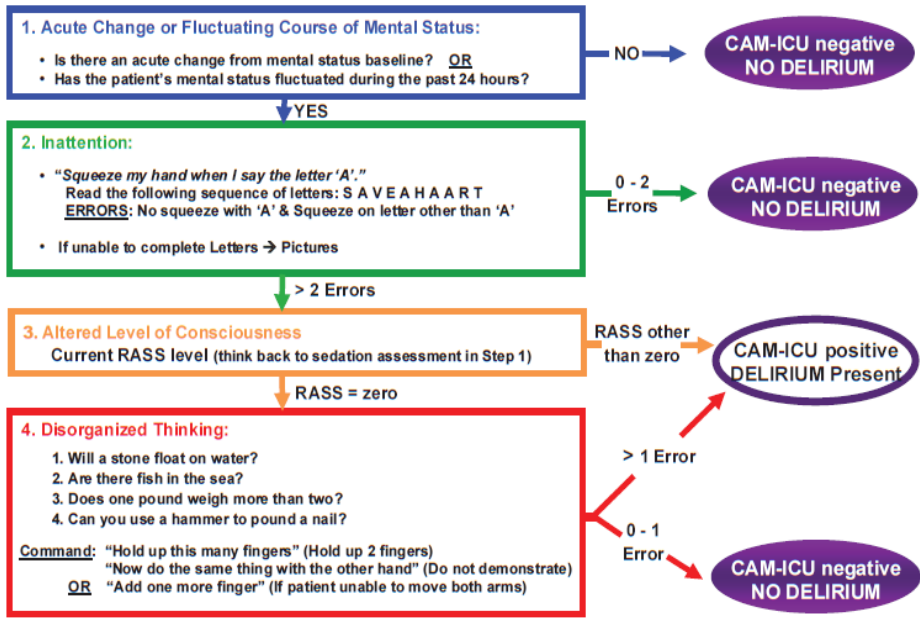 1. Acute Change or Fluctuating Course of Mental Status:
• Is there an acute change from mental status baseline? OR
• Has the patient’s mental status fluctuated during the past 24 hours?
NO
CAM-ICU negative
NO DELIRIUM
YES
2. Inattention:
• “Squeeze my hand when I say the letter ‘A’.”
Read the following sequence of letters: S A V E A H A A R T
ERRORS: No squeeze with ‘A’ & Squeeze on letter other than ‘A’
• If unable to complete Letters → Pictures
0 - 2
Errors
CAM-ICU negative
NO DELIRIUM
> 2 Errors
3. Altered Level of Consciousness
Current RASS level (think back to sedation assessment in Step 1)
RASS other
than zero
CAM-ICU positive
DELIRIUM Present
RASS = zero
4. Disorganized Thinking:
1. Will a stone float on water?
2. Are there fish in the sea?
3. Does one pound weigh more than two?
4. Can you use a hammer to pound a nail?
Command: “Hold up this many fingers” (Hold up 2 fingers)
“Now do the same thing with the other hand” (Do not demonstrate)
OR “Add one more finger” (If patient unable to move both arms)
> 1 Error
0 - 1
Error
CAM-ICU negative
NO DELIRIUM